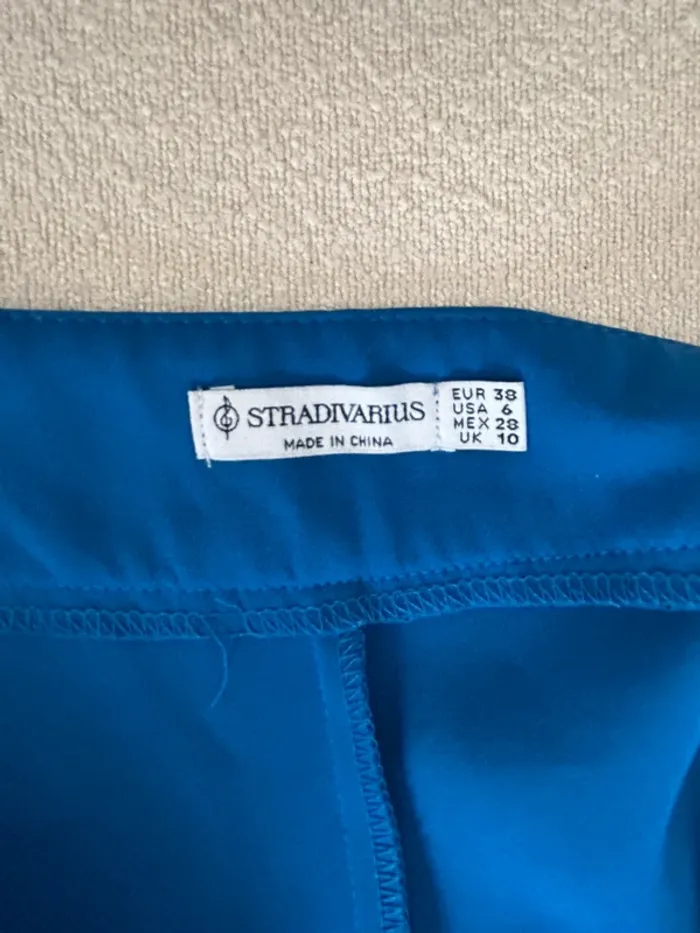 STRADIVARIUS
MADE IN CHINA
EUR 38
USA 6
MEX 28
UK 10